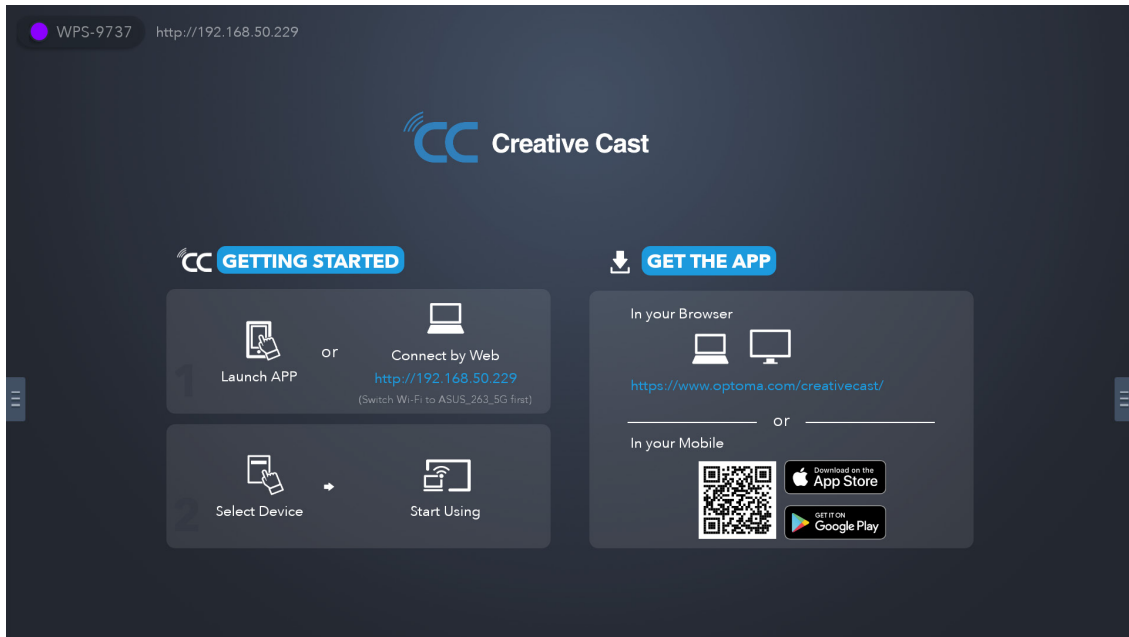 WPS-9737 http://192.168.50.229
CC Creative Cast
CC GETTING STARTED
1
Launch APP
or
Connect by Web
http://192.168.50.229
(Switch Wi-Fi to ASUS_263_5G first)
2
Select Device
Start Using
GET THE APP
In your Browser
https://www.optoma.com/creativecast/
or
In your Mobile
Download on the
App Store
GET IT ON
Google Play